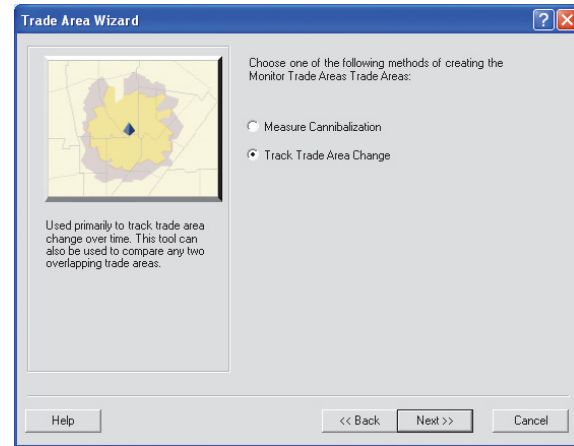 Trade Area Wizard
Choose one of the following methods of creating the
Monitor Trade Areas Trade Areas:
Measure Cannibalization
Track Trade Area Change
Used primarily to track trade area
change over time. This tool can
also be used to compare any two
overlapping trade areas.
Help
<< Back
Next >>
Cancel